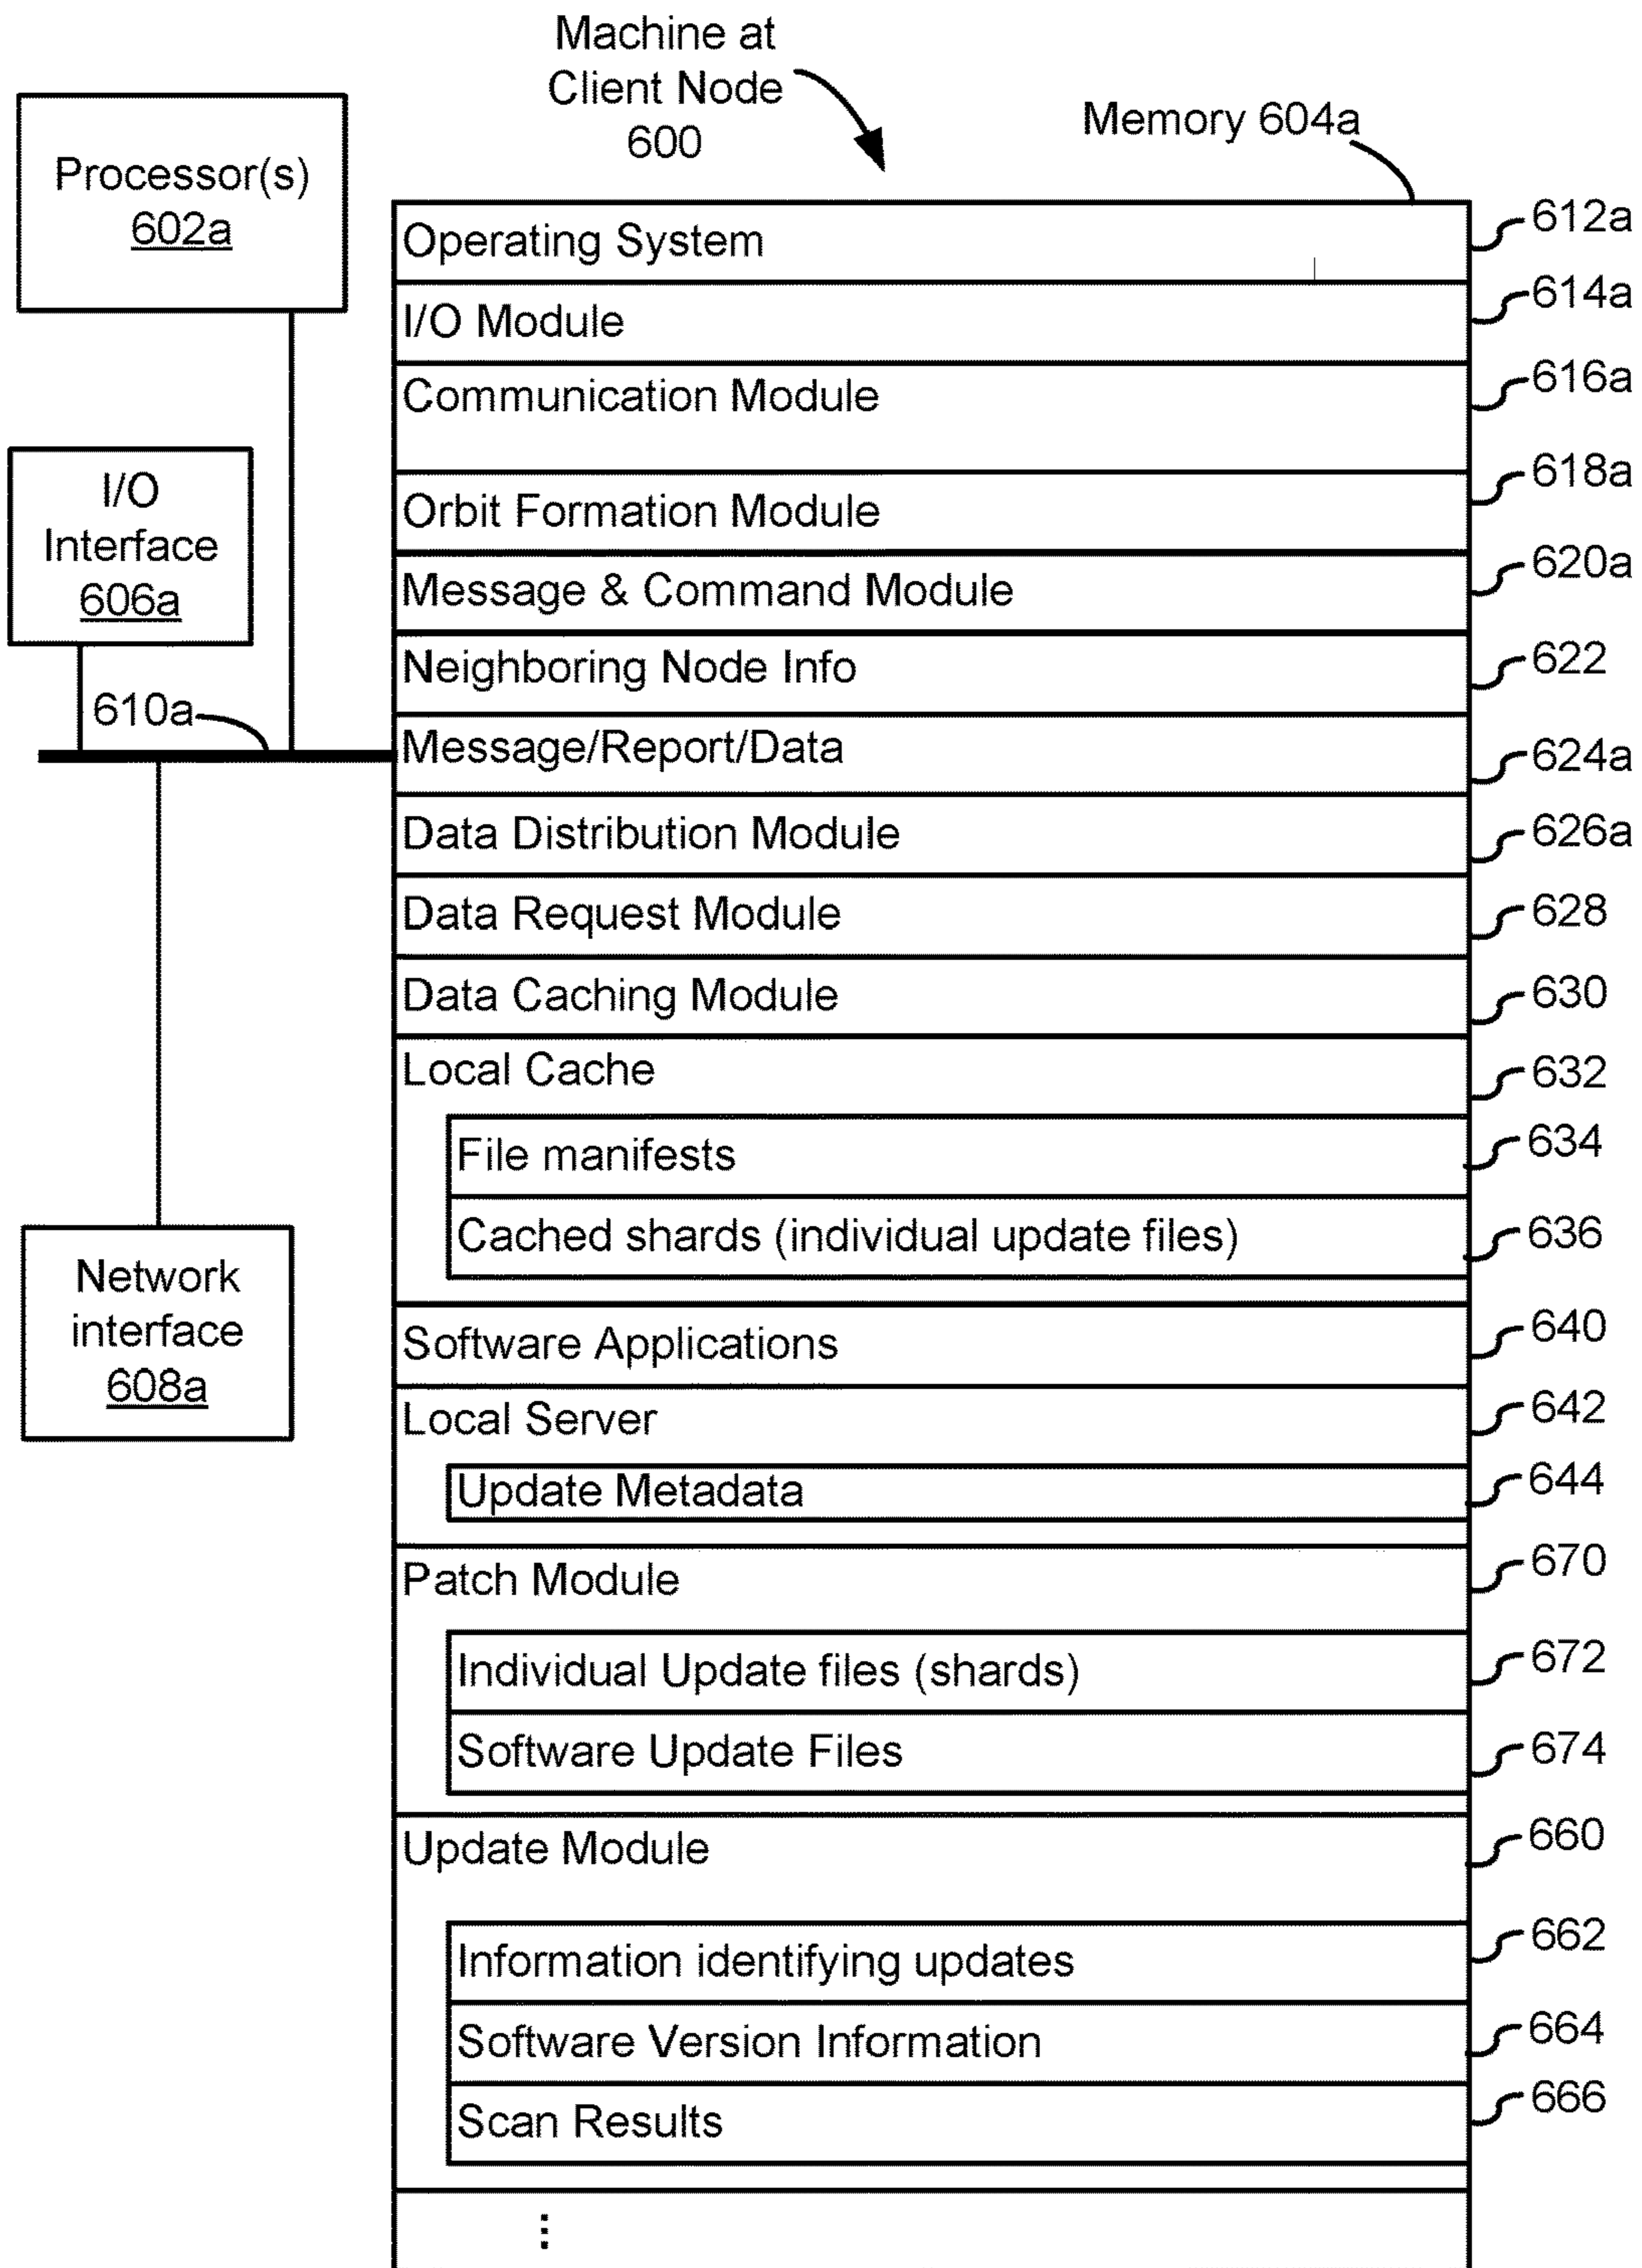 Machine at
Client Node
600
Memory 604a
Processor(s)
602a
I/O
Interface
606a
610a
Network
interface
608a
Operating System
612a
I/O Module
614a
Communication Module
616a
Orbit Formation Module
618a
Message & Command Module
620a
Neighboring Node Info
622
Message/Report/Data
624a
Data Distribution Module
626a
Data Request Module
628
Data Caching Module
630
Local Cache
632
File manifests
634
Cached shards (individual update files)
636
Software Applications
640
Local Server
642
Update Metadata
644
Patch Module
670
Individual Update files (shards)
672
Software Update Files
674
Update Module
660
Information identifying updates
662
Software Version Information
664
Scan Results
666
⋮